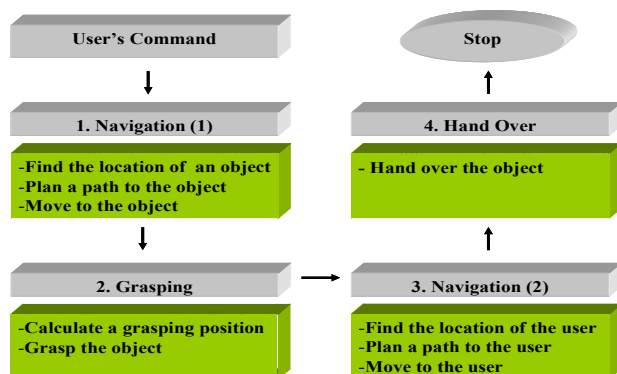 User's Command
1. Navigation (1)
-Find the location of an object
-Plan a path to the object
-Move to the object
2. Grasping
-Calculate a grasping position
-Grasp the object
3. Navigation (2)
-Find the location of the user
-Plan a path to the user
-Move to the user
4. Hand Over
- Hand over the object
Stop